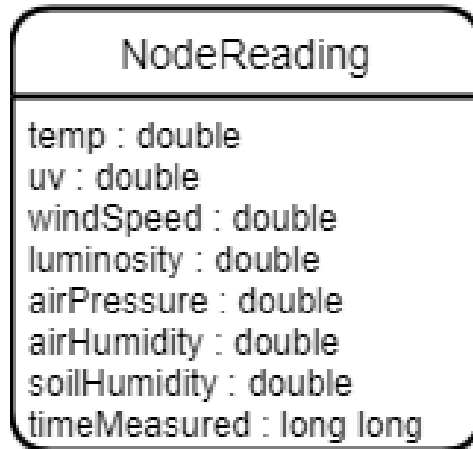 NodeReading
temp : double
uv : double
windSpeed : double
luminosity : double
airPressure : double
airHumidity : double
soilHumidity : double
timeMeasured : long long